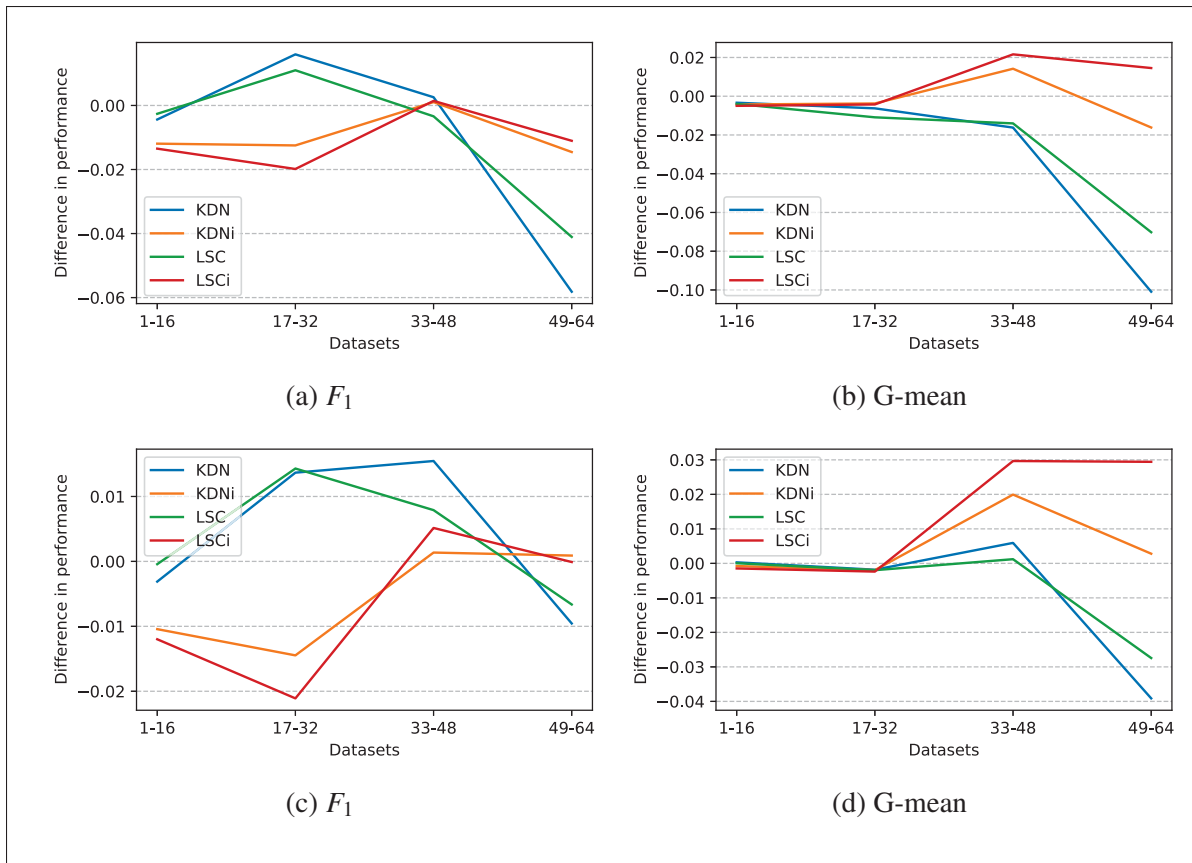 0.00
−0.02
−0.04
−0.06
Difference in performance
KDN
KDNi
LSC
LSCi
1-16
17-32
33-48
49-64
Datasets
(a) F1
0.02
0.00
−0.02
−0.04
−0.06
−0.08
−0.10
Difference in performance
KDN
KDNi
LSC
LSCi
1-16
17-32
33-48
49-64
Datasets
(b) G-mean
0.01
0.00
−0.01
−0.02
Difference in performance
KDN
KDNi
LSC
LSCi
1-16
17-32
33-48
49-64
Datasets
(c) F1
0.03
0.02
0.01
0.00
−0.01
−0.02
−0.03
−0.04
Difference in performance
KDN
KDNi
LSC
LSCi
1-16
17-32
33-48
49-64
Datasets
(d) G-mean